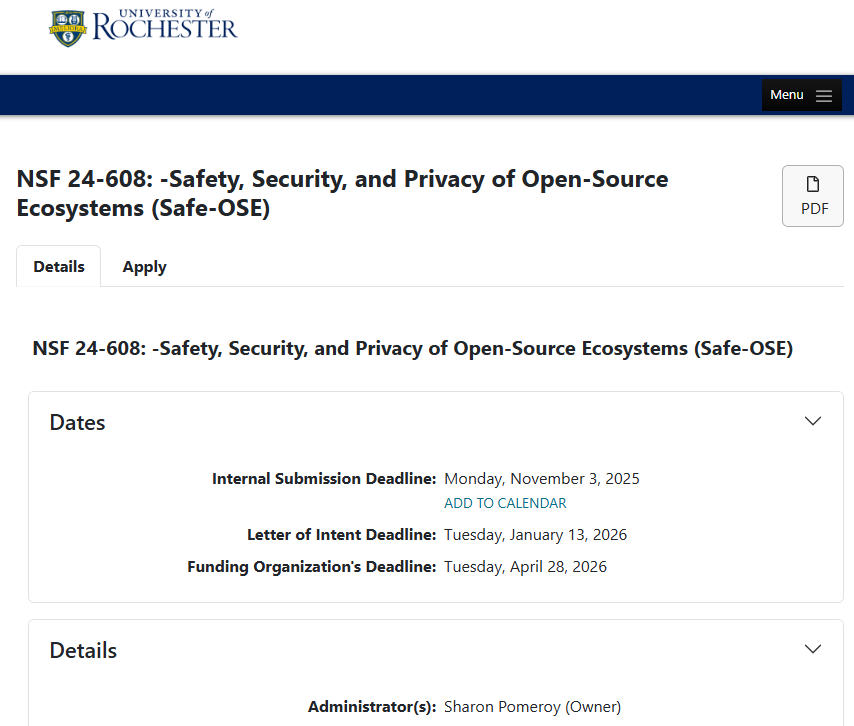 UNIVERSITY of
ROCHESTER
Menu
NSF 24-608: -Safety, Security, and Privacy of Open-Source
Ecosystems (Safe-OSE)
PDF
Details
Apply
NSF 24-608: -Safety, Security, and Privacy of Open-Source Ecosystems (Safe-OSE)
Dates
Internal Submission Deadline: Monday, November 3, 2025
ADD TO CALENDAR
Letter of Intent Deadline: Tuesday, January 13, 2026
Funding Organization's Deadline: Tuesday, April 28, 2026
Details
Administrator(s): Sharon Pomeroy (Owner)